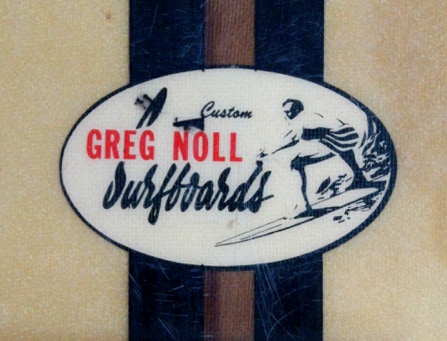 A Custom
GREG NOLL
Surfboards